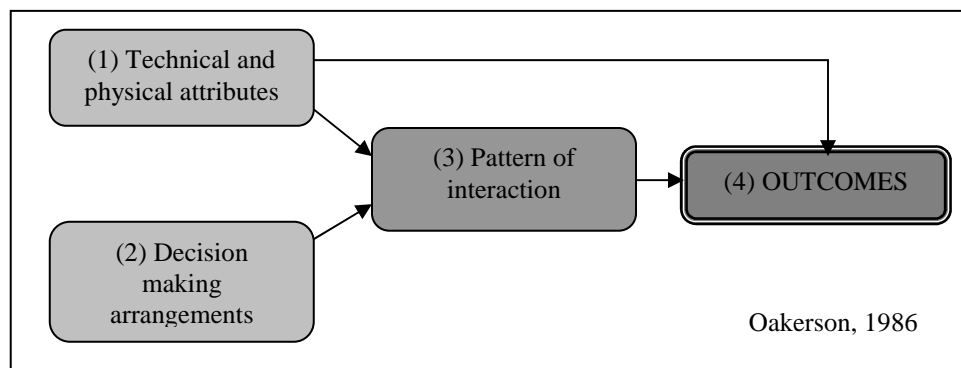 (1) Technical and
physical attributes
(3) Pattern of
interaction
(4) OUTCOMES
(2) Decision
making
arrangements
Oakerson, 1986